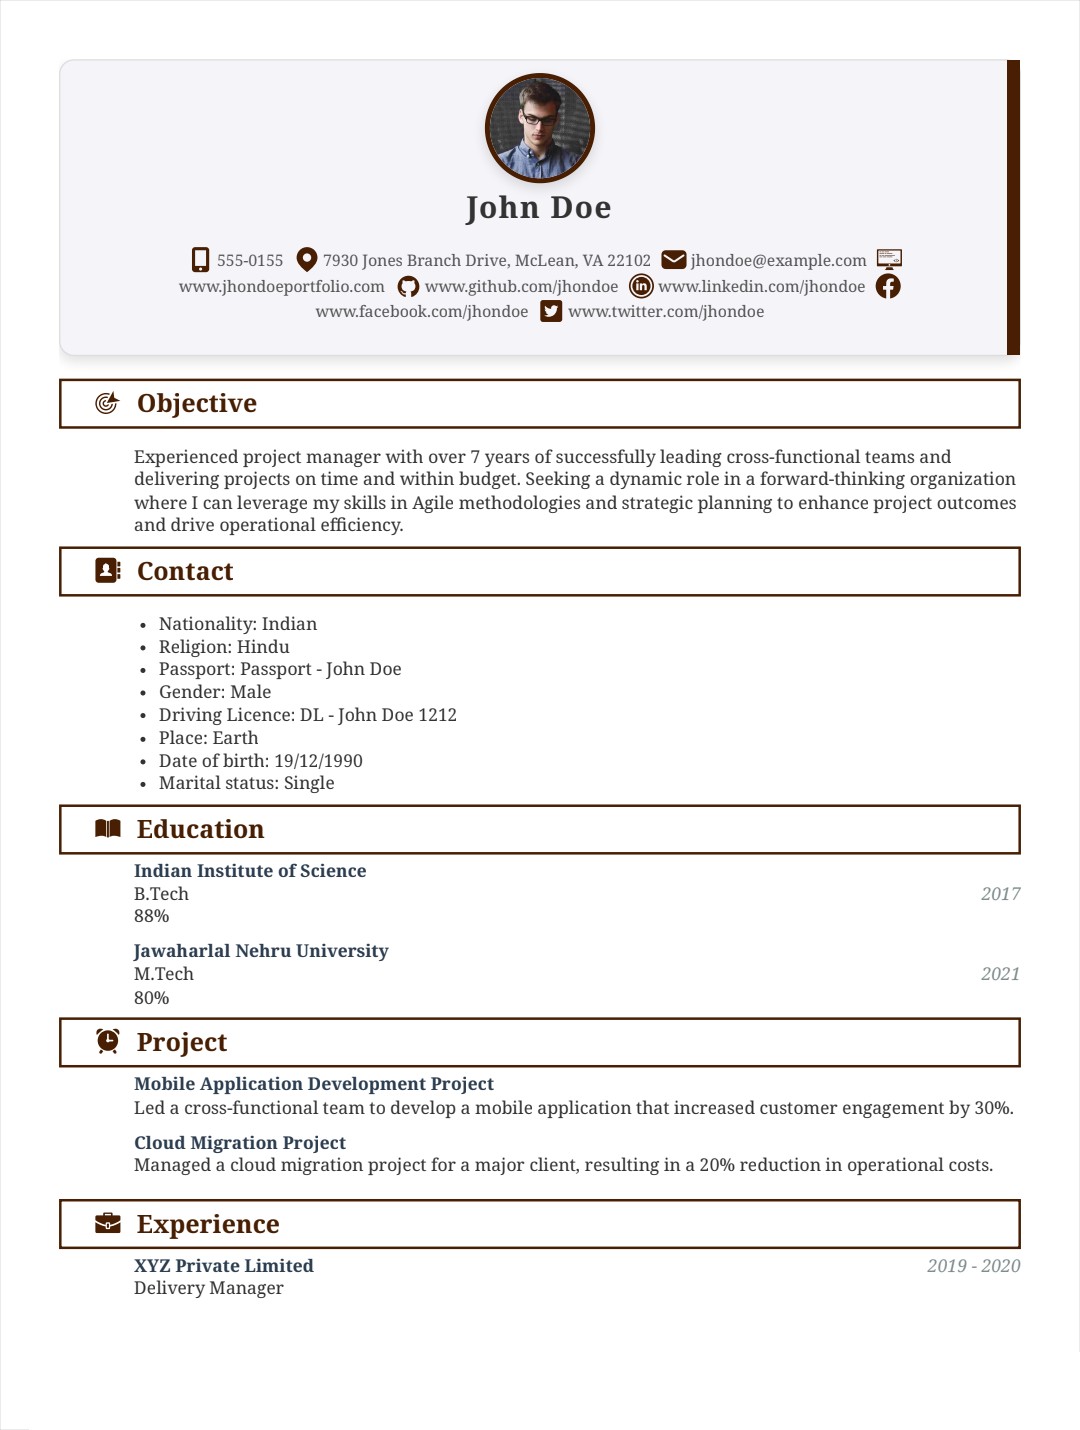 John Doe
555-0155 7930 Jones Branch Drive, McLean, VA 22102 jhondoe@example.com
www.jhondoeportfolio.com www.github.com/jhondoe www.linkedin.com/jhondoe
www.facebook.com/jhondoe www.twitter.com/jhondoe
Objective
Experienced project manager with over 7 years of successfully leading cross-functional teams and
delivering projects on time and within budget. Seeking a dynamic role in a forward-thinking organization
where I can leverage my skills in Agile methodologies and strategic planning to enhance project outcomes
and drive operational efficiency.
Contact
• Nationality: Indian
• Religion: Hindu
• Passport: Passport - John Doe
• Gender: Male
• Driving Licence: DL - John Doe 1212
• Place: Earth
• Date of birth: 19/12/1990
• Marital status: Single
Education
Indian Institute of Science
B.Tech 2017
88%
Jawaharlal Nehru University
M.Tech 2021
80%
Project
Mobile Application Development Project
Led a cross-functional team to develop a mobile application that increased customer engagement by 30%.
Cloud Migration Project
Managed a cloud migration project for a major client, resulting in a 20% reduction in operational costs.
Experience
XYZ Private Limited 2019 - 2020
Delivery Manager